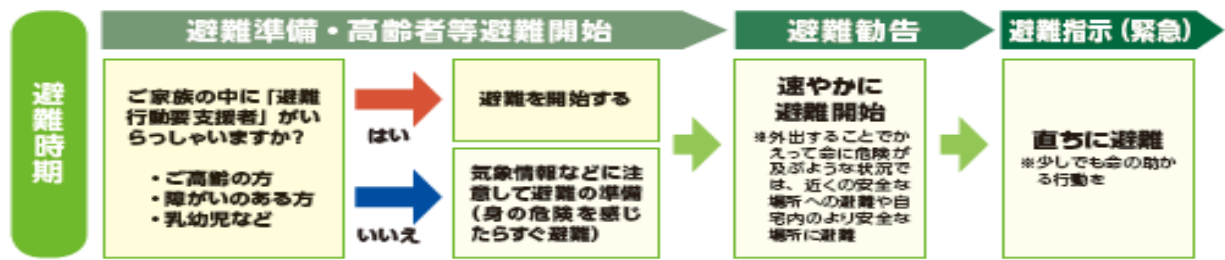 避難時期
避難準備・高齢者等避難開始
ご家族の中に「避難
行動要支援者」がい
らっしゃいますか?
・ご高齢の方
・障がいのある方
・乳幼児など
はい
避難を開始する
いいえ
気象情報などに注
意して避難の準備
(身の危険を感じ
たらすぐ避難)
避難勧告
速やかに
避難開始
※外出することでか
えって命に危険が
及ぶような状況で
は、近くの安全な
場所への避難や自
宅内のより安全な
場所に避難
避難指示(緊急)
直ちに避難
※少しでも命の助か
る行動を